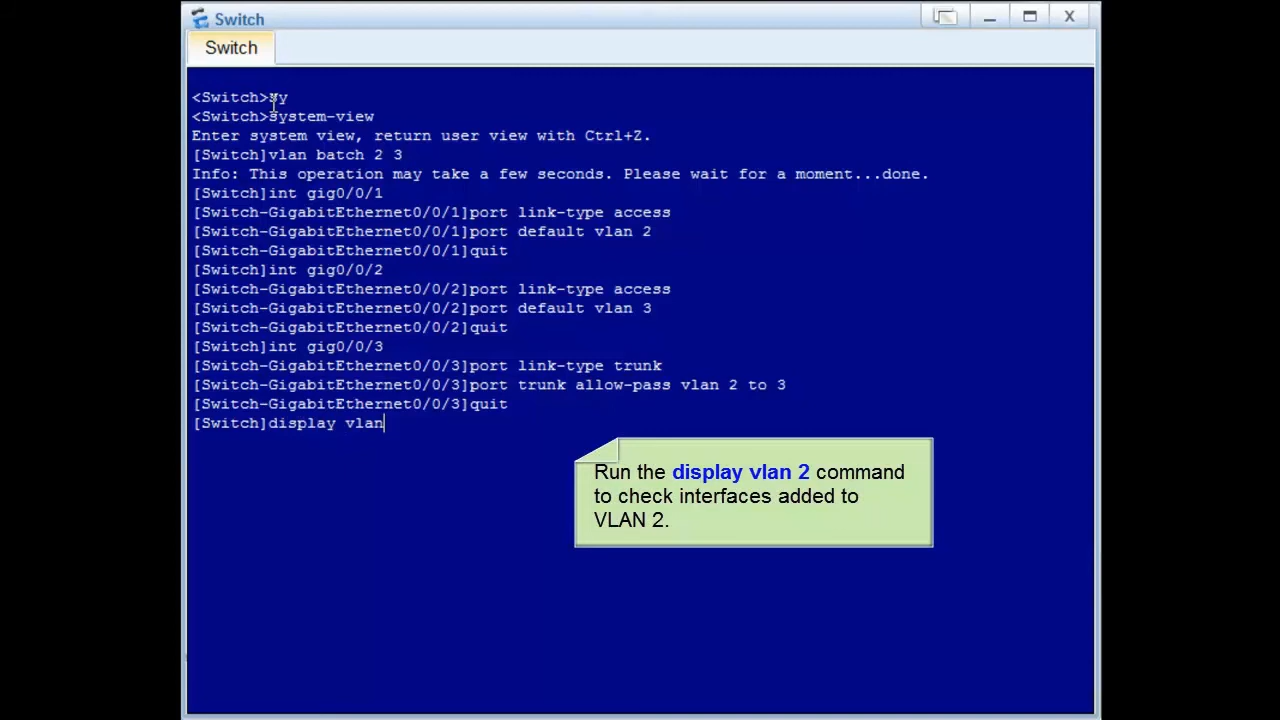 Switch
Switch
<Switch>sy
<Switch>system-view
Enter system view, return user view with Ctrl+Z.
[Switch]vlan batch 2 3
Info: This operation may take a few seconds. Please wait for a moment...done.
[Switch]int gig0/0/1
[Switch-GigabitEthernet0/0/1]port link-type access
[Switch-GigabitEthernet0/0/1]port default vlan 2
[Switch-GigabitEthernet0/0/1]quit
[Switch]int gig0/0/2
[Switch-GigabitEthernet0/0/2]port link-type access
[Switch-GigabitEthernet0/0/2]port default vlan 3
[Switch-GigabitEthernet0/0/2]quit
[Switch]int gig0/0/3
[Switch-GigabitEthernet0/0/3]port link-type trunk
[Switch-GigabitEthernet0/0/3]port trunk allow-pass vlan 2 to 3
[Switch-GigabitEthernet0/0/3]quit
[Switch]display vlan
Run the display vlan 2 command
to check interfaces added to
VLAN 2.